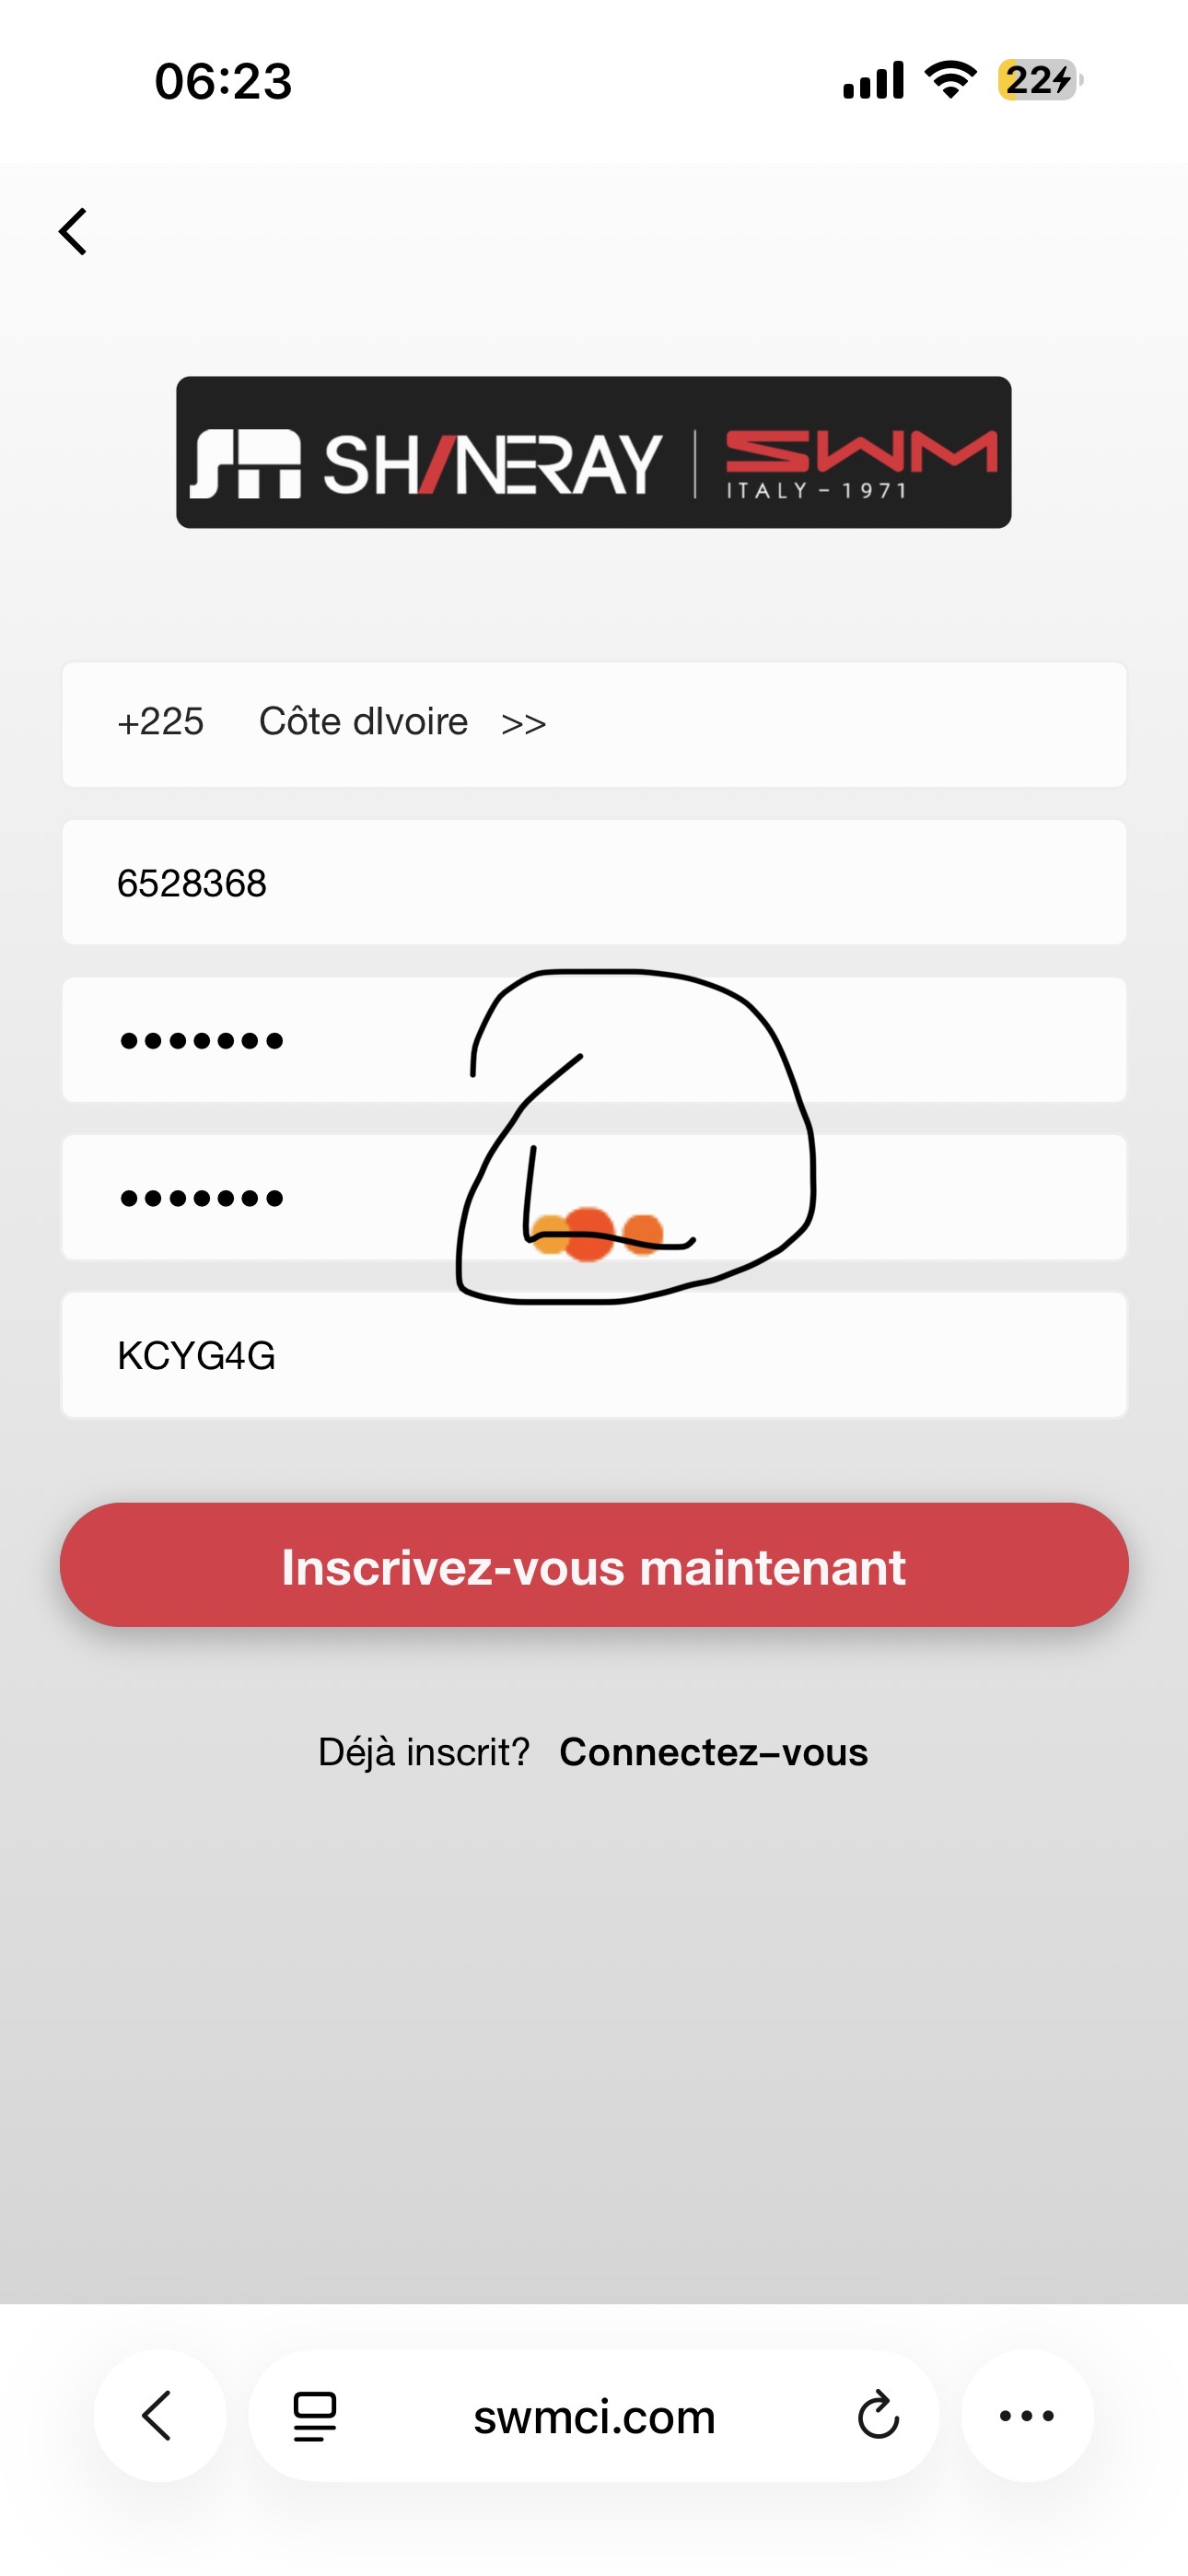 06:23
22
SHINERAY
SWM
ITALY – 1971
+225 Côte dIvoire >>
6528368
•••••••
•••••••
KCYG4G
Inscrivez-vous maintenant
Déjà inscrit? Connectez–vous
swmci.com